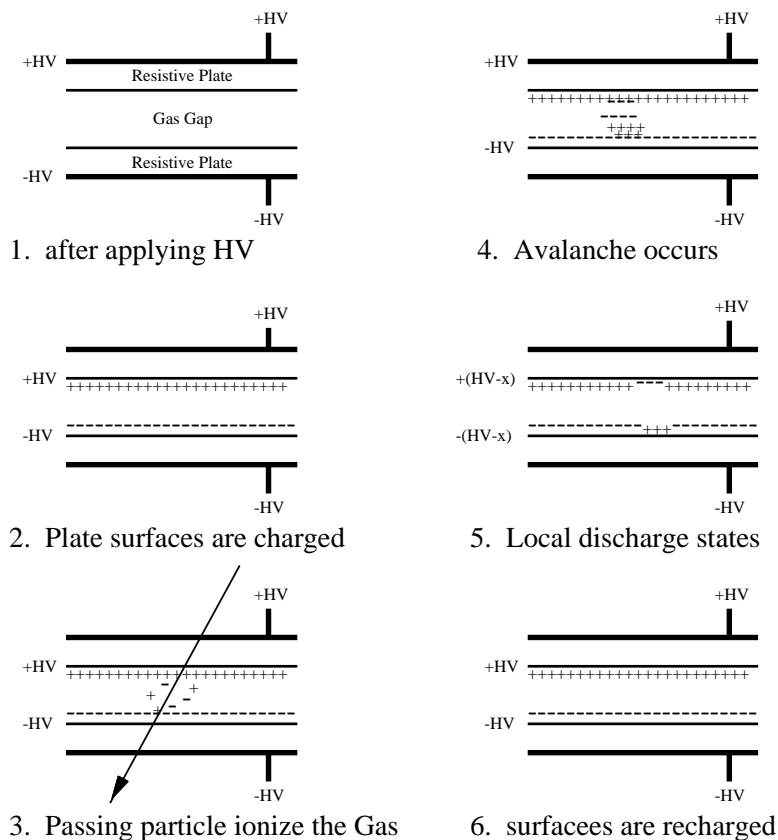 +HV
+HV
Resistive Plate
Gas Gap
Resistive Plate
-HV
-HV
1. after applying HV
+HV
+HV
-HV
-HV
2. Plate surfaces are charged
+HV
+HV
-HV
-HV
3. Passing particle ionize the Gas
+HV
+HV
-HV
-HV
4. Avalanche occurs
+HV
+(HV-x)
-(HV-x)
-HV
5. Local discharge states
+HV
+HV
-HV
-HV
6. surfacees are recharged